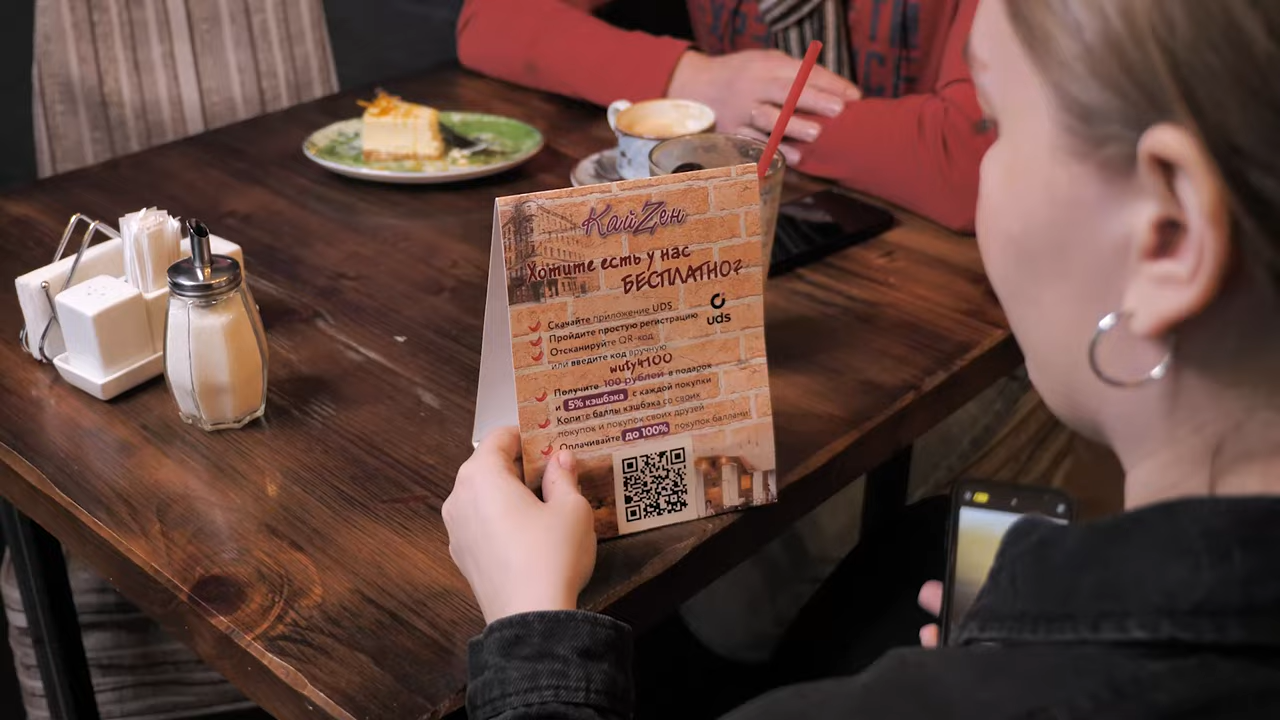 КайZен
Хотите есть у нас
БЕСПЛАТНО?
Скачайте приложение UDS
Пройдите простую регистрацию
uds
Отсканируйте QR-код
или введите код вручную
wufy4100
Получите 100 рублей в подарок
и 5% кэшбэка с каждой покупки
Копите баллы кэшбэка со своих
покупок и покупок своих друзей
Оплачивайте до 100% покупок баллами